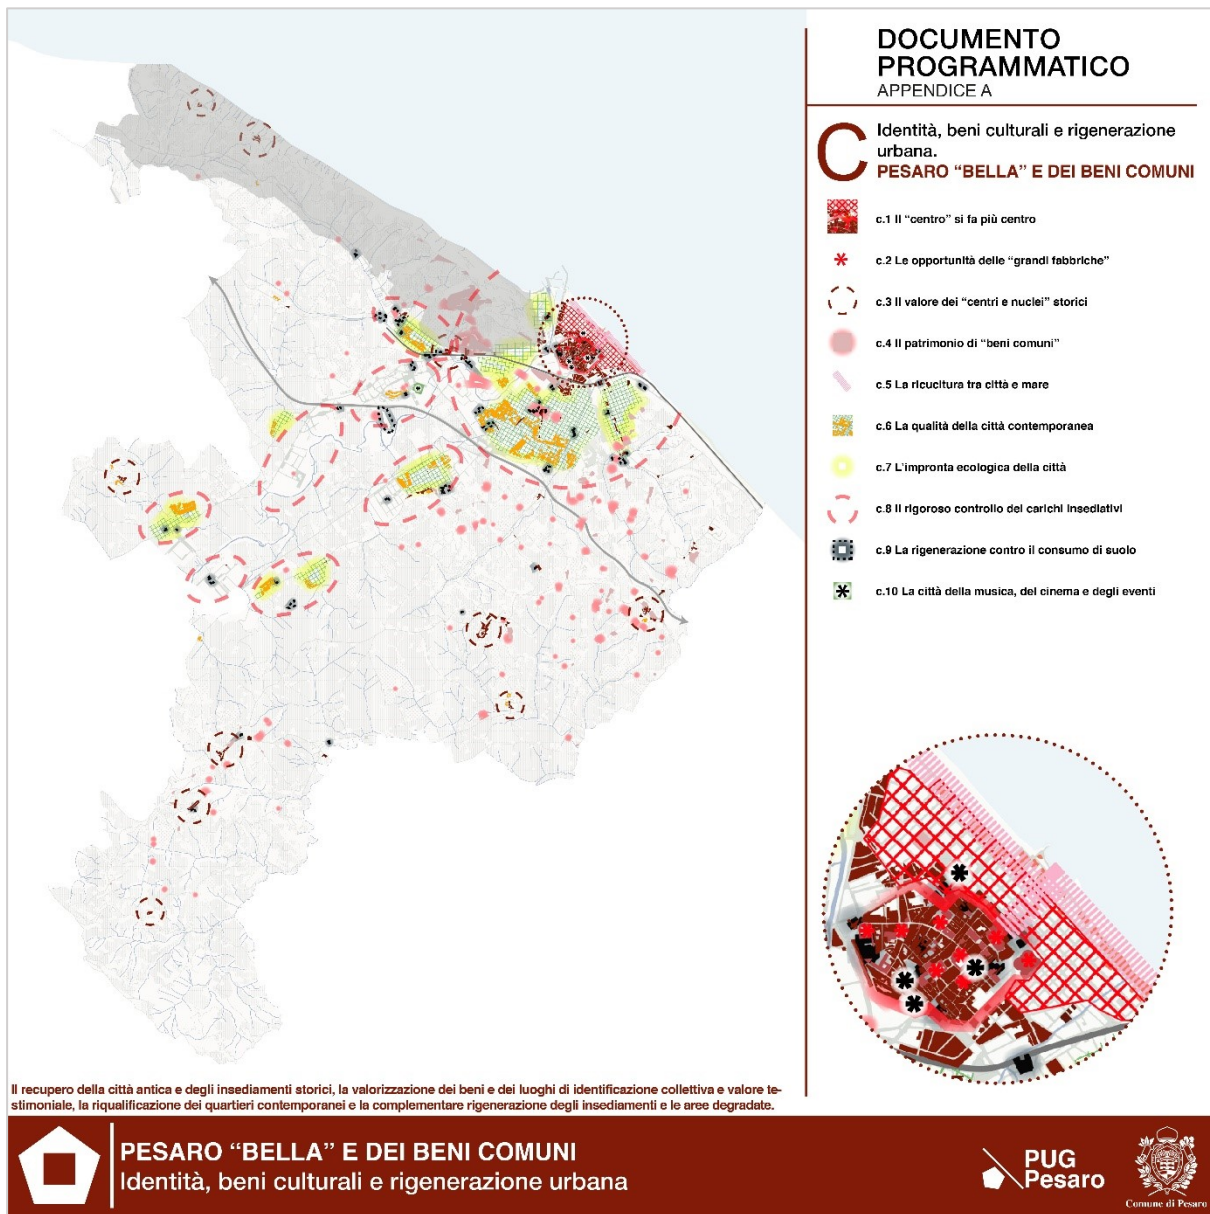 DOCUMENTO
PROGRAMMATICO
APPENDICE A
C
Identità, beni culturali e rigenerazione
urbana.
PESARO “BELLA” E DEI BENI COMUNI
c.1 Il “centro” si fa più centro
c.2 Le opportunità delle “grandi fabbriche”
c.3 Il valore dei “centri e nuclei” storici
c.4 Il patrimonio di “beni comuni”
c.5 La ricucitura tra città e mare
c.6 La qualità della città contemporanea
c.7 L’impronta ecologica della città
c.8 Il rigoroso controllo dei carichi insediativi
c.9 La rigenerazione contro il consumo di suolo
c.10 La città della musica, del cinema e degli eventi
Il recupero della città antica e degli insediamenti storici, la valorizzazione dei beni e dei luoghi di identificazione collettiva e valore te-
stimoniale, la riqualificazione dei quartieri contemporanei e la complementare rigenerazione degli insediamenti e le aree degradate.
PESARO “BELLA” E DEI BENI COMUNI
Identità, beni culturali e rigenerazione urbana
PUG
Pesaro
Comune di Pesaro